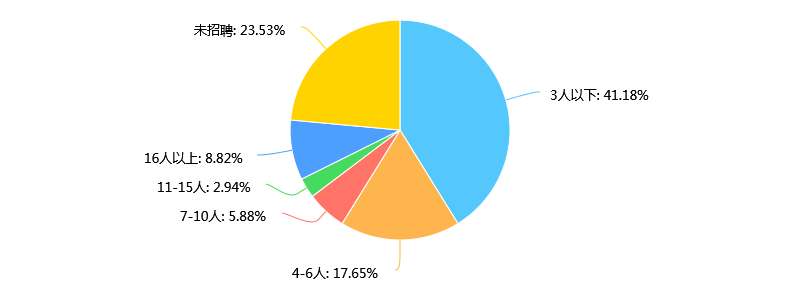 未招聘: 23.53%
3人以下: 41.18%
16人以上: 8.82%
11-15人: 2.94%
7-10人: 5.88%
4-6人: 17.65%